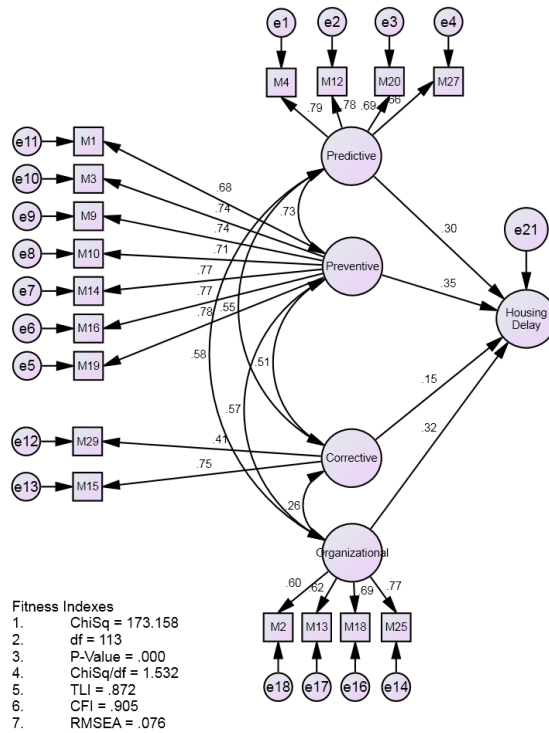 e1 e2 e3 e4
M4 M12 M20 M27
.79 .78 .69 .66
Predictive
e11 M1
e10 M3
e9 M9
e8 M10
e7 M14
e6 M16
e5 M19
.68
.74
.74
.71
.77
.77
.78
.73
Preventive
.30
.35
e21
Housing
Delay
.55
.58
.51
.57
.15
.32
e12 M29
e13 M15
.41
.75
Corrective
.26
Organizational
.60 .62 .69 .77
M2 M13 M18 M25
e18 e17 e16 e14
Fitness Indexes
1. ChiSq = 173.158
2. df = 113
3. P-Value = .000
4. ChiSq/df = 1.532
5. TLI = .872
6. CFI = .905
7. RMSEA = .076